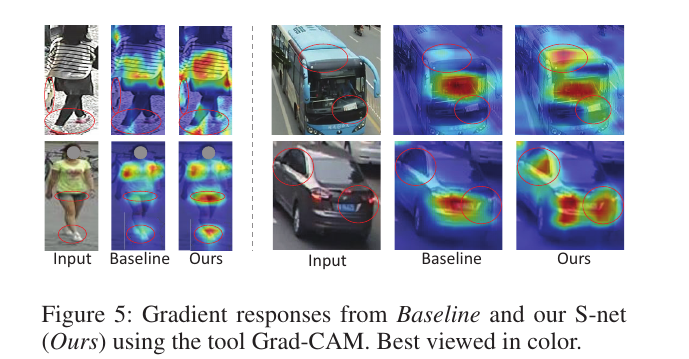 Input Baseline Ours Input Baseline Ours
Figure 5: Gradient responses from Baseline and our S-net
(Ours) using the tool Grad-CAM. Best viewed in color.